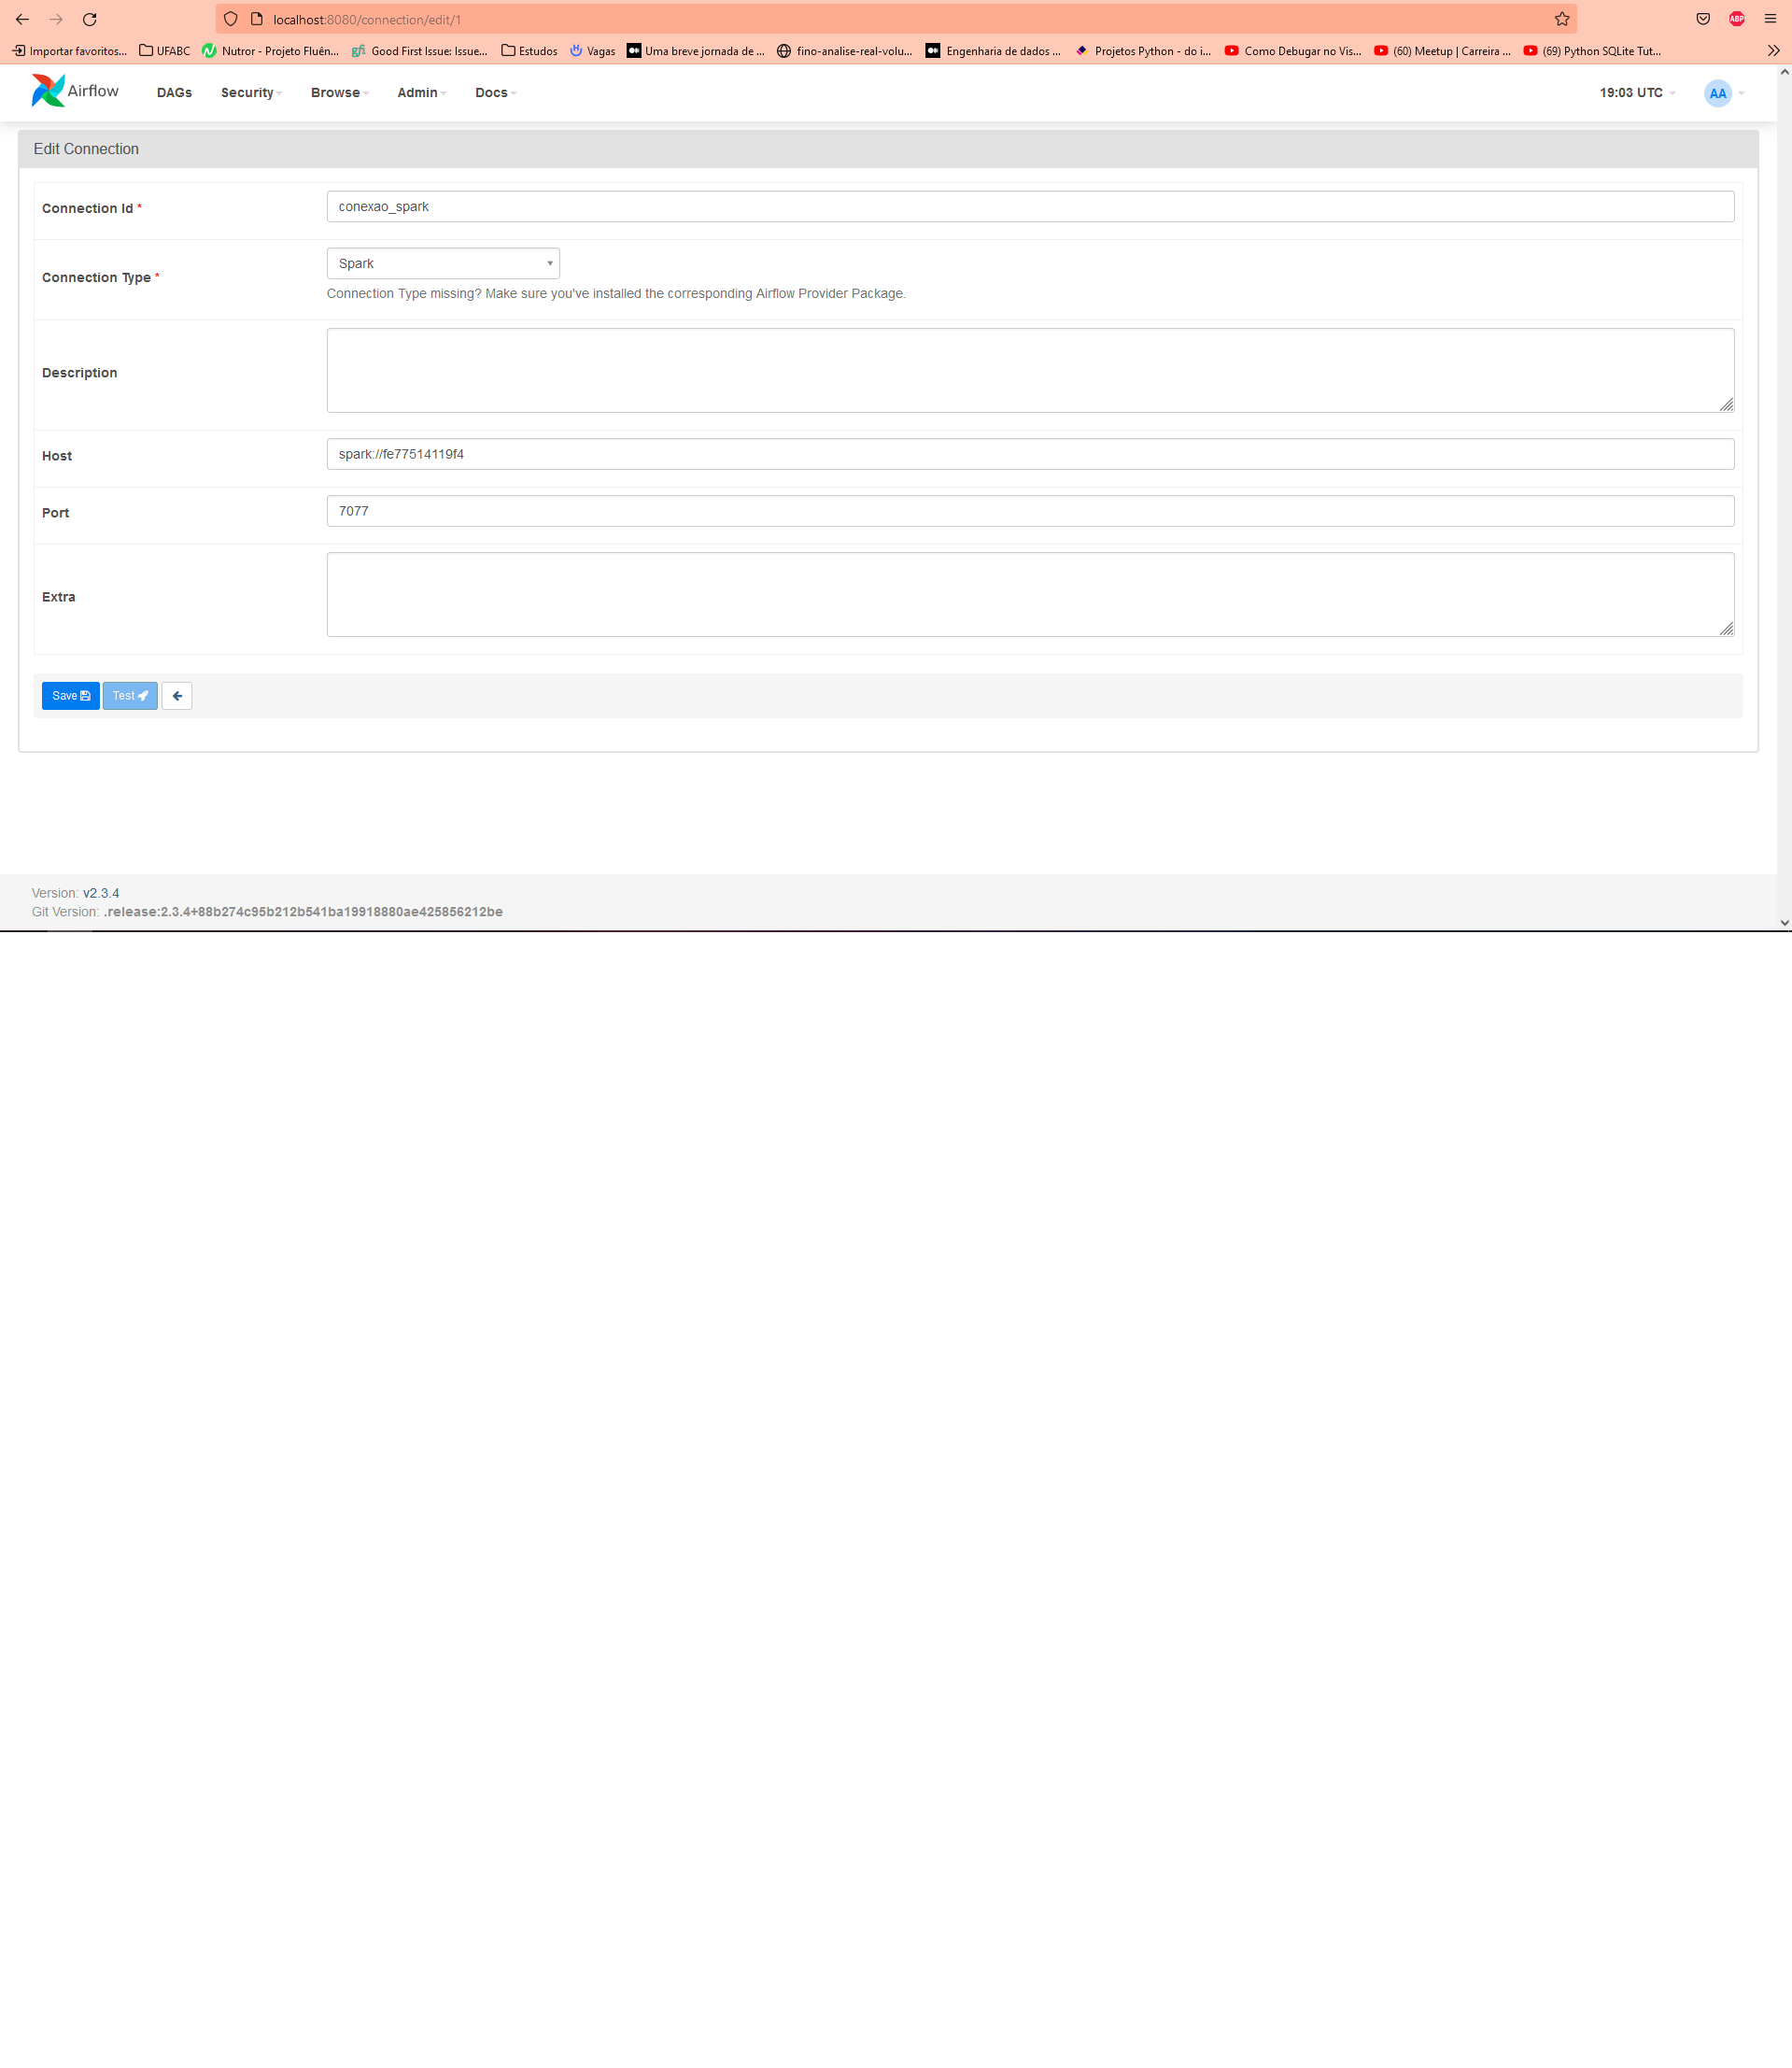 localhost:8080/connection/edit/1
ABP
Importar favoritos... UFABC Nutror - Projeto Fluên... gfi Good First Issue: Issue... Estudos Vagas Uma breve jornada de ... fino-analise-real-volu... Engenharia de dados ... Projetos Python - do i... Como Debugar no Vis... (60) Meetup | Carreira ... (69) Python SQLite Tut...
Airflow DAGs Security Browse Admin Docs 19:03 UTC AA
Edit Connection
Connection Id * conexao_spark
Connection Type * Spark
Connection Type missing? Make sure you've installed the corresponding Airflow Provider Package.
Description
Host spark://fe77514119f4
Port 7077
Extra
Save Test
Version: v2.3.4
Git Version: .release:2.3.4+88b274c95b212b541ba19918880ae425856212be